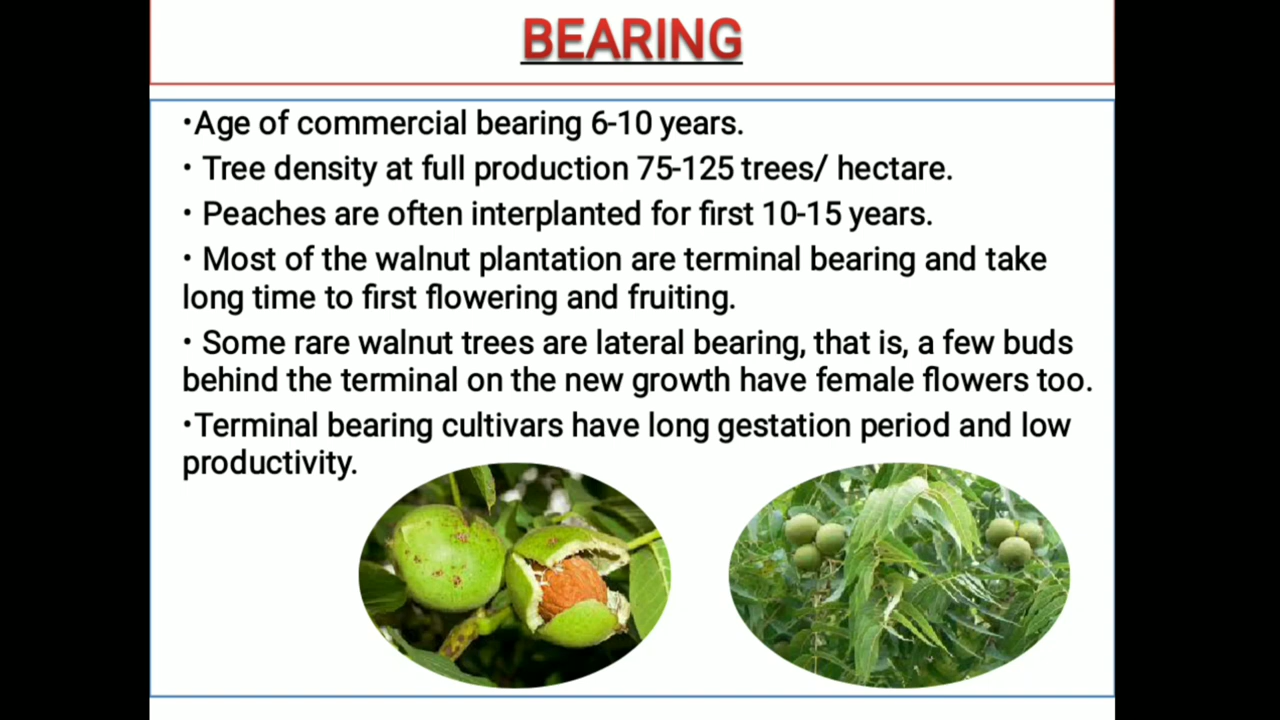 BEARING
•Age of commercial bearing 6-10 years.
• Tree density at full production 75-125 trees/ hectare.
• Peaches are often interplanted for first 10-15 years.
• Most of the walnut plantation are terminal bearing and take
long time to first flowering and fruiting.
• Some rare walnut trees are lateral bearing, that is, a few buds
behind the terminal on the new growth have female flowers too.
•Terminal bearing cultivars have long gestation period and low
productivity.